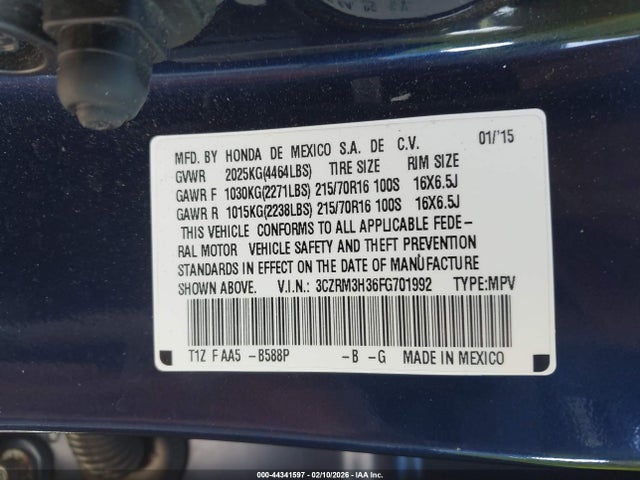 MFD. BY HONDA DE MEXICO S.A. DE C.V. 01/'15
GVWR 2025KG(4464LBS) TIRE SIZE RIM SIZE
GAWR F 1030KG(2271LBS) 215/70R16 100S 16X6.5J
GAWR R 1015KG(2238LBS) 215/70R16 100S 16X6.5J
THIS VEHICLE CONFORMS TO ALL APPLICABLE FEDE-
RAL MOTOR VEHICLE SAFETY AND THEFT PREVENTION
STANDARDS IN EFFECT ON THE DATE OF MANUFACTURE
SHOWN ABOVE. V.I.N.: 3CZRM3H36FG701992 TYPE:MPV
T1Z F AA5 -B588P -B -G MADE IN MEXICO
000-44341597 - 02/10/2026 - IAA Inc.